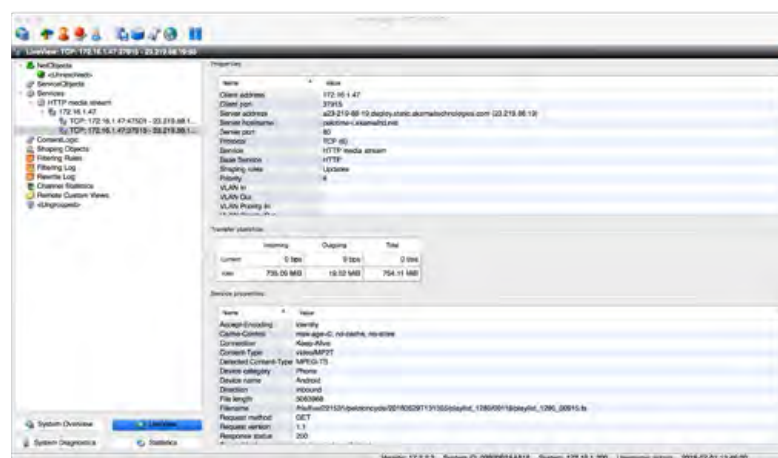 LiveView: TCP: 172.16.1.47:37915 - 23.219.88.19:80
NetObjects
<Unmatched>
ServiceObjects
Services
HTTP media stream
172.16.1.47
TCP: 172.16.1.47:47501 - 23.219.88.1...
TCP: 172.16.1.47:37915 - 23.219.88.1...
ContentLogic
Shaping Objects
Filtering Rules
Filtering Log
Rewrite Log
Channel Statistics
Remote Custom Views
<Ungrouped>
System Overview
LiveView
System Diagnostics
Statistics
Properties
Name Value
Client address 172.16.1.47
Client port 37915
Server address a23-219-88-19.deploy.static.akamaitechnologies.com (23.219.88.19)
Server hostname
Server port 80
Protocol TCP (6)
Service HTTP media stream
Base Service HTTP
Shaping rules Updates
Priority
VLAN In
VLAN Out
VLAN Priority In
Transfer statistics
Incoming Outgoing Total
Current 0 bps 0 bps 0 bps
Total 735.09 MiB 19.02 MiB 754.11 MiB
Service properties
Name Value
Accept-Encoding identity
Cache-Control max-age=0, no-cache, no-store
Connection Keep-Alive
Content-Type video/MP2T
Detected Content-Type MPEG-TS
Device category Phone
Device name Android
Direction inbound
File length
Filename
Request method GET
Request version 1.1
Response status 200